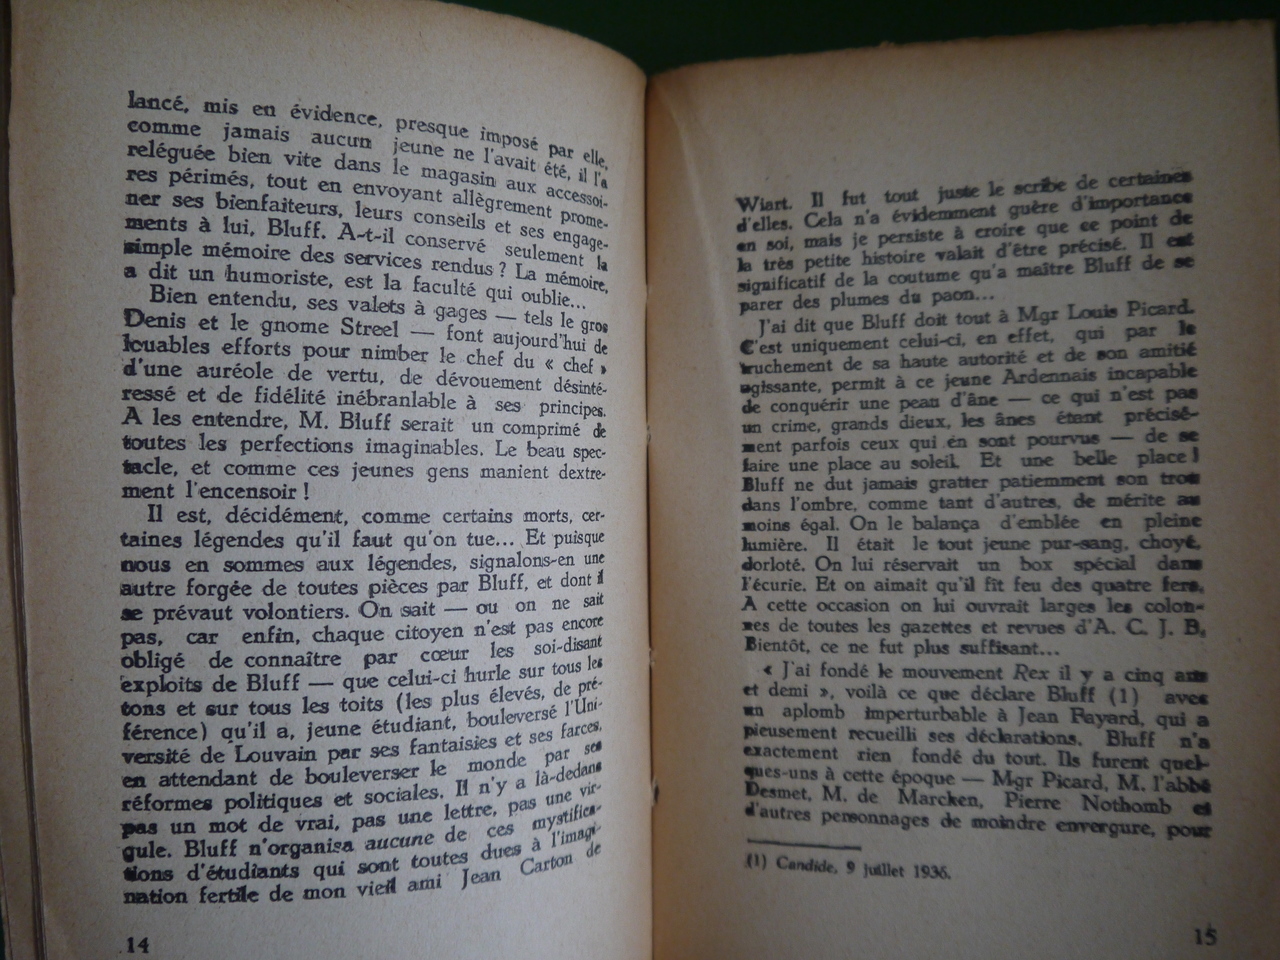 lancé, mis en évidence, presque imposé par elle,
comme jamais aucun jeune ne l'avait été, il l'a
reléguée bien vite dans le magasin aux accessoi-
res périmés, tout en envoyant allègrement prome-
ner ses bienfaiteurs, leurs conseils et ses engage-
ments à lui, Bluff. A-t-il conservé seulement la
simple mémoire des services rendus ? La mémoire,
a dit un humoriste, est la faculté qui oublie...
Bien entendu, ses valets à gages — tels le gros
Denis et le gnome Streel — font aujourd'hui de
louables efforts pour nimber le chef du « chef »
d'une auréole de vertu, de dévouement désinté-
ressé et de fidélité inébranlable à ses principes.
A les entendre, M. Bluff serait un comprimé de
toutes les perfections imaginables. Le beau spec-
tacle, et comme ces jeunes gens manient dextre-
ment l'encensoir !
Il est, décidément, comme certains morts, cer-
taines légendes qu'il faut qu'on tue... Et puisque
nous en sommes aux légendes, signalons-en une
autre forgée de toutes pièces par Bluff, et dont il
se prévaut volontiers. On sait — ou on ne sait
pas, car enfin, chaque citoyen n'est pas encore
obligé de connaître par cœur les soi-disant
exploits de Bluff — que celui-ci hurle sur tous les
tons et sur tous les toits (les plus élevés, de pré-
férence) qu'il a, jeune étudiant, bouleversé l'Uni-
versité de Louvain par ses fantaisies et ses farces,
en attendant de bouleverser le monde par ses
réformes politiques et sociales. Il n'y a là-dedans
pas un mot de vrai, pas une lettre, pas une vir-
gule. Bluff n'organisa aucune de ces mystifica-
tions d'étudiants qui sont toutes dues à l'imagi-
nation fertile de mon vieil ami Jean Carton de
14
Wiart. Il fut tout juste le scribe de certaines
d'elles. Cela n'a évidemment guère d'importance
en soi, mais je persiste à croire que ce point de
la très petite histoire valait d'être précisé. Il est
significatif de la coutume qu'a maître Bluff de se
parer des plumes du paon...
J'ai dit que Bluff doit tout à Mgr Louis Picard.
C'est uniquement celui-ci, en effet, qui par le
truchement de sa haute autorité et de son amitié
agissante, permit à ce jeune Ardennais incapable
de conquérir une peau d'âne — ce qui n'est pas
un crime, grands dieux, les ânes étant précisé-
ment parfois ceux qui en sont pourvus — de se
faire une place au soleil. Et une belle place !
Bluff ne dut jamais gratter patiemment son trou
dans l'ombre, comme tant d'autres, de mérite au
moins égal. On le balança d'emblée en pleine
lumière. Il était le tout jeune pur-sang, choyé,
dorloté. On lui réservait un box spécial dans
l'écurie. Et on aimait qu'il fît feu des quatre fers.
A cette occasion on lui ouvrait larges les colon-
nes de toutes les gazettes et revues d'A. C. J. B.
Bientôt, ce ne fut plus suffisant...
« J'ai fondé le mouvement Rex il y a cinq ans
et demi », voilà ce que déclare Bluff (1) avec
un aplomb imperturbable à Jean Fayard, qui a
pieusement recueilli ses déclarations. Bluff n'a
exactement rien fondé du tout. Ils furent quel-
ques-uns à cette époque — Mgr Picard, M. l'abbé
Desmet, M. de Marcken, Pierre Nothomb et
d'autres personnages de moindre envergure, pour
(1) Candide, 9 juillet 1936.
15